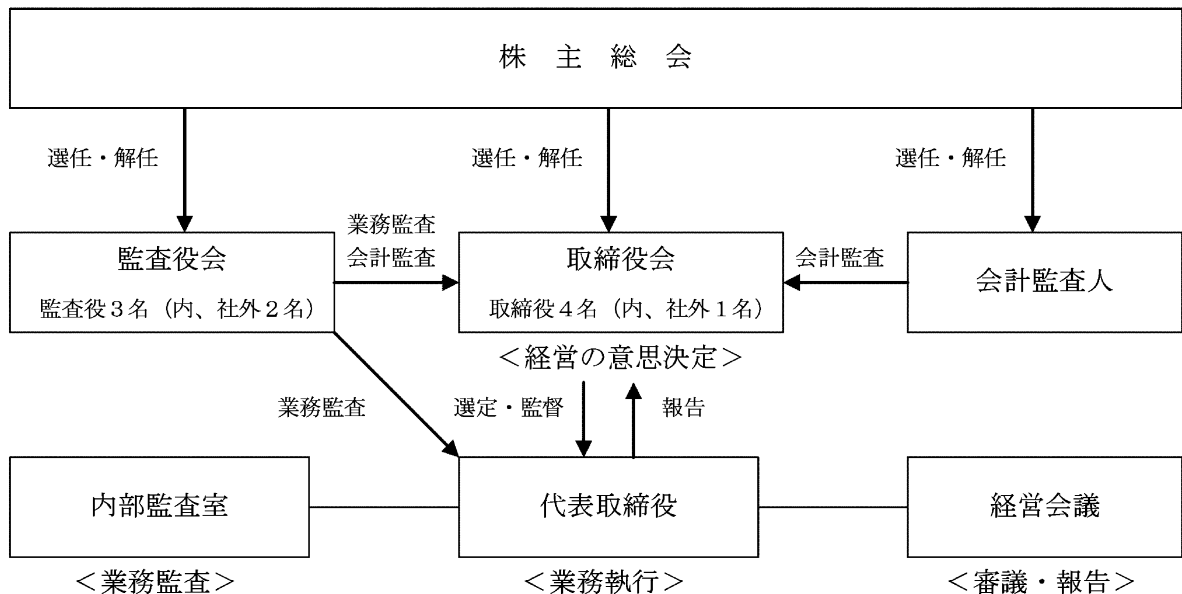 株主総会
選任・解任
選任・解任
選任・解任
監査役会
監査役3名（内、社外2名）
業務監査
会計監査
取締役会
取締役4名（内、社外1名）
会計監査
会計監査人
＜経営の意思決定＞
業務監査
選定・監督
報告
内部監査室
代表取締役
経営会議
＜業務監査＞
＜業務執行＞
＜審議・報告＞